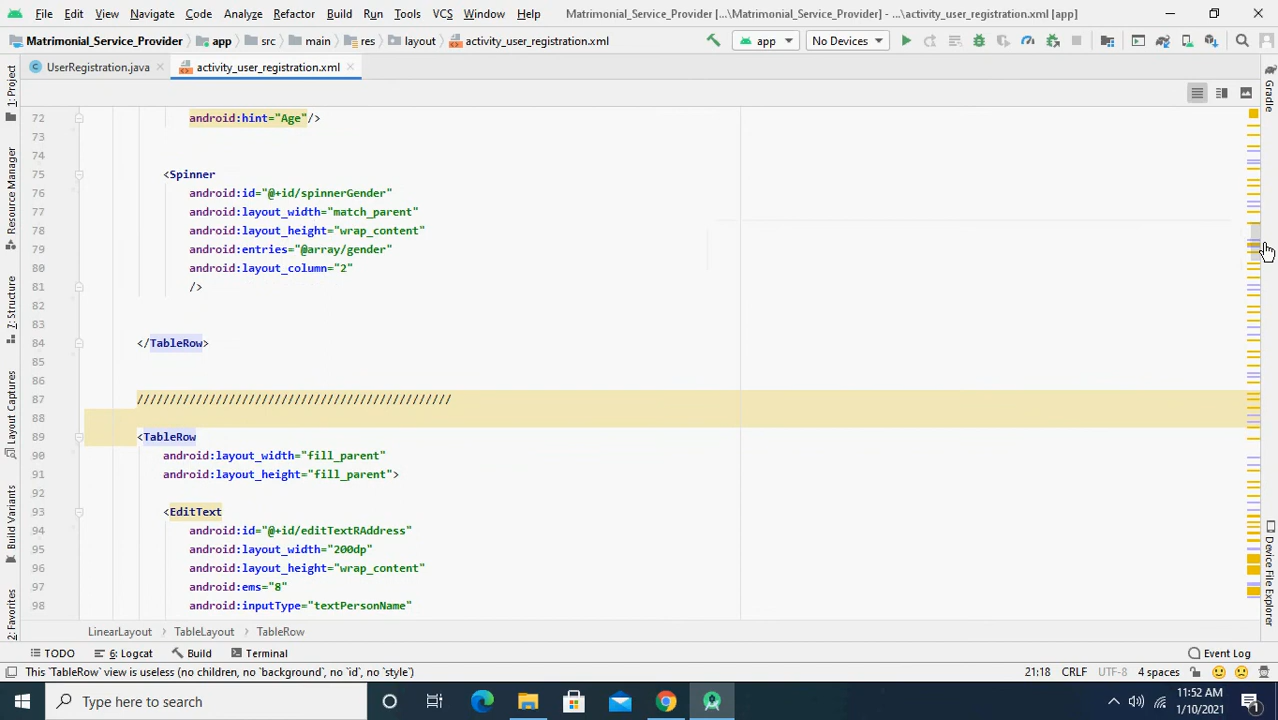 File Edit View Navigate Code Analyze Refactor Build Run Tools VCS Window Help Matrimonial_Service_Provider [...\Matrimonial_Service_Provider] - ...\activity_user_registration.xml [app]
Matrimonial_Service_Provider app src main res layout activity_user_registration.xml app No Devices
UserRegistration.java activity_user_registration.xml
1: Project
Resource Manager
7: Structure
Layout Captures
Build Variants
2: Favorites
72 android:hint="Age"/>
73
74
75 <Spinner
76 android:id="@+id/spinnerGender"
77 android:layout_width="match_parent"
78 android:layout_height="wrap_content"
79 android:entries="@array/gender"
80 android:layout_column="2"
81 />
82
83
84 </TableRow>
85
86
87 ////////////////////////////////////////////////
88
89 <TableRow
90 android:layout_width="fill_parent"
91 android:layout_height="fill_parent">
92
93 <EditText
94 android:id="@+id/editTextRAddress"
95 android:layout_width="200dp"
96 android:layout_height="wrap_content"
97 android:ems="8"
98 android:inputType="textPersonName"
Gradle
Device File Explorer
LinearLayout TableLayout TableRow
TODO 6: Logcat Build Terminal Event Log
This `TableRow` view is useless (no children, no `background`, no `id`, no `style`) 21:18 CRLF UTF-8 4 spaces
Type here to search
11:52 AM
1/10/2021
1